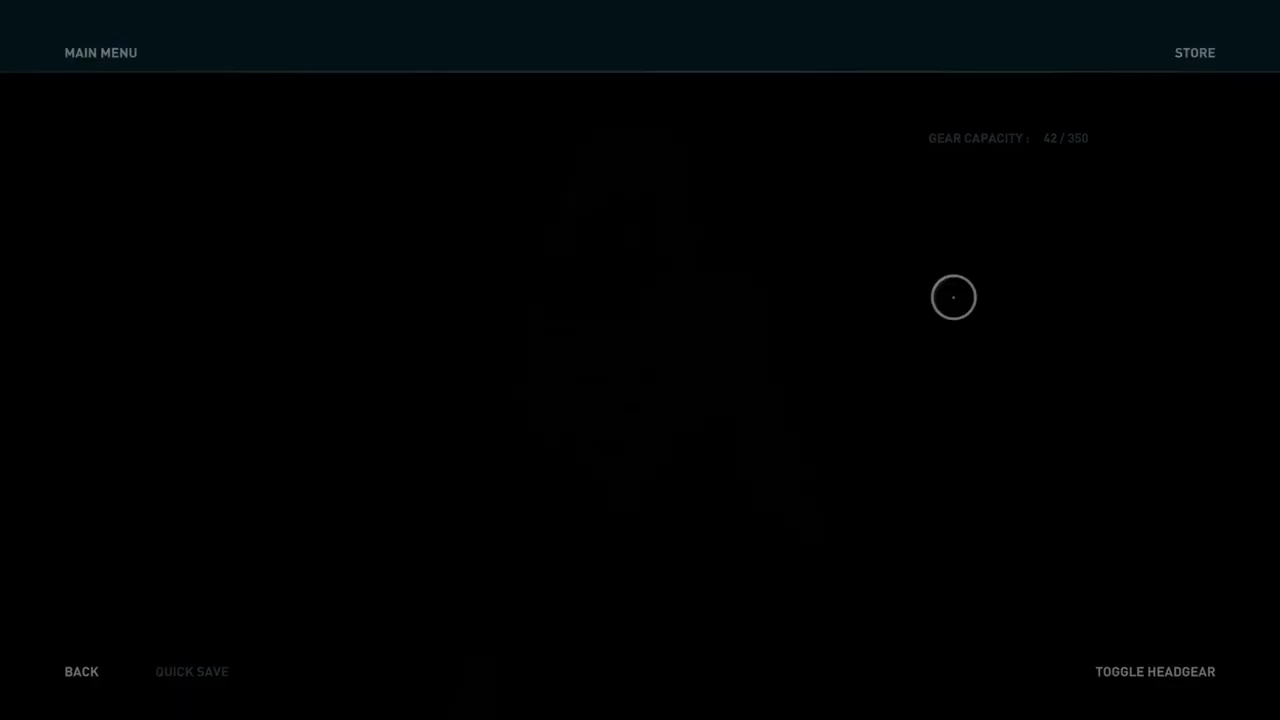 MAIN MENU
STORE
GEAR CAPACITY : 42 / 350
BACK
QUICK SAVE
TOGGLE HEADGEAR